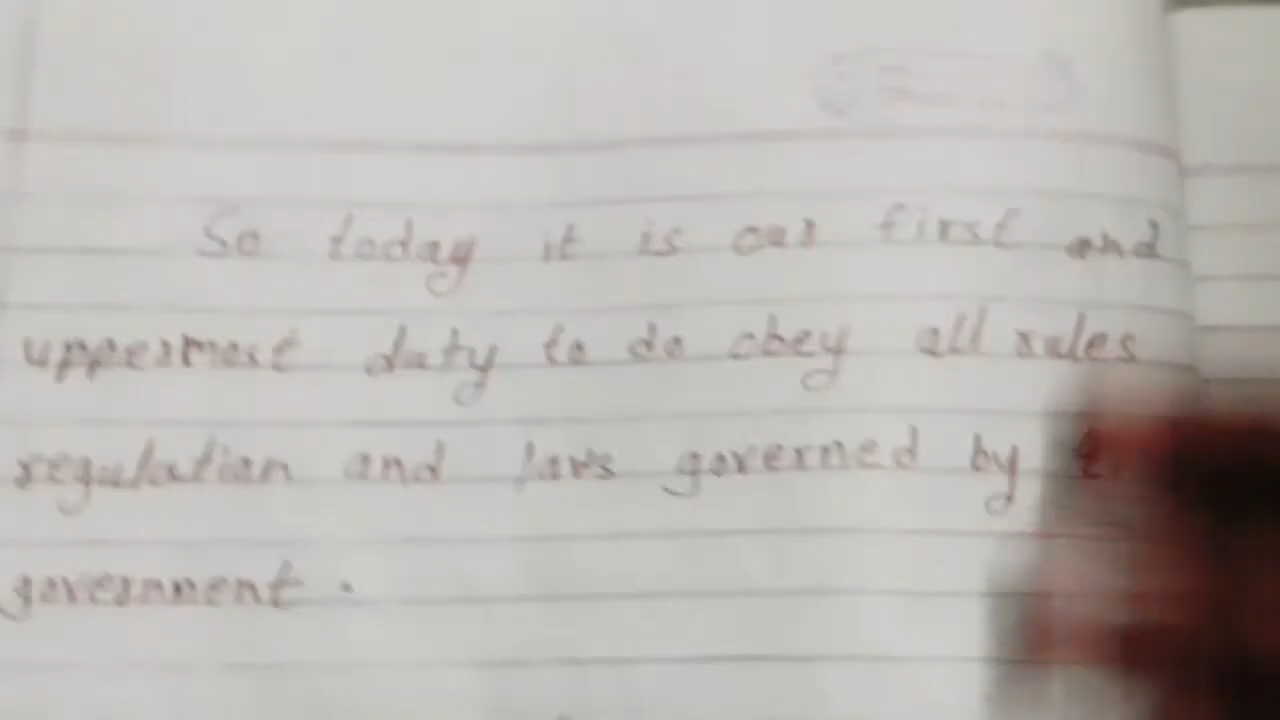 So today it is our first and
uppermost duty to do obey all rules
regulation and laws governed by
government.